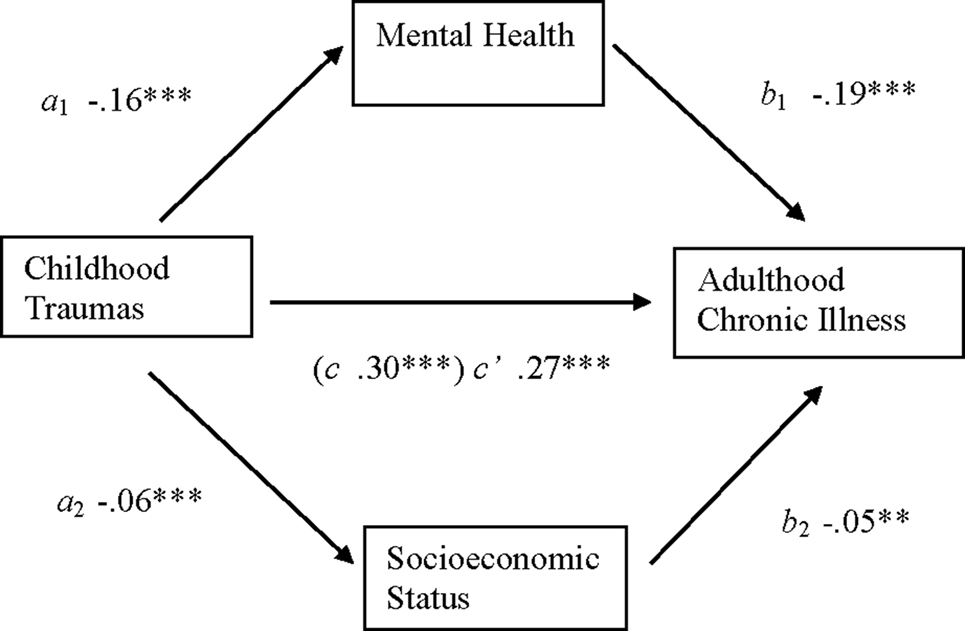 Mental Health
a1 -.16***
b1 -.19***
Childhood
Traumas
Adulthood
Chronic Illness
(c .30***) c’ .27***
a2 -.06***
b2 -.05**
Socioeconomic
Status